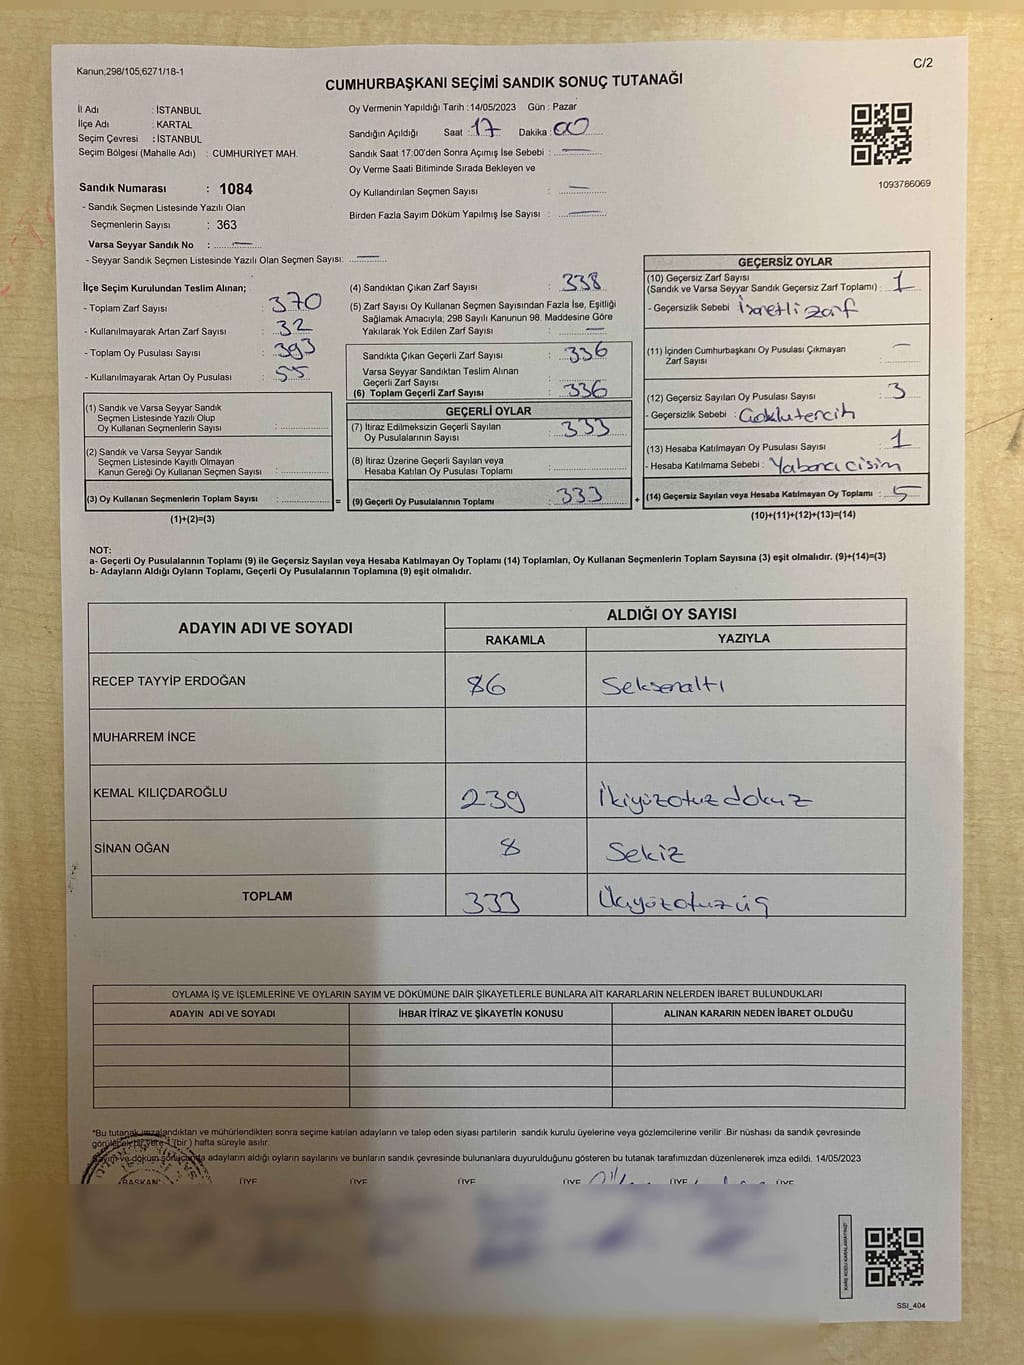 Kanun;298/105;6271/18-1
C/2
CUMHURBAŞKANI SEÇİMİ SANDIK SONUÇ TUTANAĞI
İl Adı : İSTANBUL
İlçe Adı : KARTAL
Seçim Çevresi : İSTANBUL
Seçim Bölgesi (Mahalle Adı) : CUMHURİYET MAH.
Sandık Numarası : 1084
- Sandık Seçmen Listesinde Yazılı Olan
Seçmenlerin Sayısı : 363
Varsa Seyyar Sandık No : —
- Seyyar Sandık Seçmen Listesinde Yazılı Olan Seçmen Sayısı: —
Oy Vermenin Yapıldığı Tarih :14/05/2023 Gün : Pazar
Sandığın Açıldığı Saat : 17 Dakika : 00
Sandık Saat 17:00'den Sonra Açımış İse Sebebi : —
Oy Verme Saati Bitiminde Sırada Bekleyen ve
Oy Kullandırılan Seçmen Sayısı : —
Birden Fazla Sayım Döküm Yapılmış İse Sayısı : —
1093786069
İlçe Seçim Kurulundan Teslim Alınan;
- Toplam Zarf Sayısı : 370
- Kullanılmayarak Artan Zarf Sayısı : 32
- Toplam Oy Pusulası Sayısı : 393
- Kullanılmayarak Artan Oy Pusulası : 55
(1) Sandık ve Varsa Seyyar Sandık
Seçmen Listesinde Yazılı Olup
Oy Kullanan Seçmenlerin Sayısı :
(2) Sandık ve Varsa Seyyar Sandık
Seçmen Listesinde Kayıtlı Olmayan
Kanun Gereği Oy Kullanan Seçmen Sayısı :
(3) Oy Kullanan Seçmenlerin Toplam Sayısı :
(1)+(2)=(3)
=
(4) Sandıktan Çıkan Zarf Sayısı : 338
(5) Zarf Sayısı Oy Kullanan Seçmen Sayısından Fazla İse, Eşitliği
Sağlamak Amacıyla; 298 Sayılı Kanunun 98. Maddesine Göre
Yakılarak Yok Edilen Zarf Sayısı : —
Sandıkta Çıkan Geçerli Zarf Sayısı : 336
Varsa Seyyar Sandıktan Teslim Alınan
Geçerli Zarf Sayısı :
(6) Toplam Geçerli Zarf Sayısı : 336
GEÇERLİ OYLAR
(7) İtiraz Edilmeksizin Geçerli Sayılan
Oy Pusulalarının Sayısı : 333
(8) İtiraz Üzerine Geçerli Sayılan veya
Hesaba Katılan Oy Pusulası Toplamı :
(9) Geçerli Oy Pusulalarının Toplamı : 333
+
GEÇERSİZ OYLAR
(10) Geçersiz Zarf Sayısı
(Sandık ve Varsa Seyyar Sandık Geçersiz Zarf Toplamı) : 1
- Geçersizlik Sebebi : İşaretli zarf
(11) İçinden Cumhurbaşkanı Oy Pusulası Çıkmayan
Zarf Sayısı : —
(12) Geçersiz Sayılan Oy Pusulası Sayısı : 3
- Geçersizlik Sebebi : Çoklu tercih
(13) Hesaba Katılmayan Oy Pusulası Sayısı : 1
- Hesaba Katılmama Sebebi : Yabancı cisim
(14) Geçersiz Sayılan veya Hesaba Katılmayan Oy Toplamı : 5
(10)+(11)+(12)+(13)=(14)
NOT:
a- Geçerli Oy Pusulalarının Toplamı (9) ile Geçersiz Sayılan veya Hesaba Katılmayan Oy Toplamı (14) Toplamları, Oy Kullanan Seçmenlerin Toplam Sayısına (3) eşit olmalıdır. (9)+(14)=(3)
b- Adayların Aldığı Oyların Toplamı, Geçerli Oy Pusulalarının Toplamına (9) eşit olmalıdır.
ADAYIN ADI VE SOYADI
ALDIĞI OY SAYISI
RAKAMLA YAZIYLA
RECEP TAYYİP ERDOĞAN 86 Seksenaltı
MUHARREM İNCE
KEMAL KILIÇDAROĞLU 239 İkiyüzotuzdokuz
SİNAN OĞAN 8 Sekiz
TOPLAM 333 Üçyüzotuzüç
OYLAMA İŞ VE İŞLEMLERİNE VE OYLARIN SAYIM VE DÖKÜMÜNE DAİR ŞİKAYETLERLE BUNLARA AİT KARARLARIN NELERDEN İBARET BULUNDUKLARI
ADAYIN ADI VE SOYADI İHBAR İTİRAZ VE ŞİKAYETİN KONUSU ALINAN KARARIN NEDEN İBARET OLDUĞU
*Bu tutanak imzalandıktan ve mühürlendikten sonra seçime katılan adayların ve talep eden siyasi partilerin sandık kurulu üyelerine veya gözlemcilerine verilir. Bir nüshası da sandık çevresinde
görülecek bir yere 1 (bir) hafta süreyle asılır.
Sayım ve döküm sonucunda adayların aldığı oyların sayılarını ve bunların sandık çevresinde bulunanlara duyurulduğunu gösteren bu tutanak tarafımızdan düzenlenerek imza edildi. 14/05/2023
BAŞKAN ÜYE ÜYE ÜYE ÜYE ÜYE ÜYE
KARE KODU KARALAMAYINIZ!
SSI_404